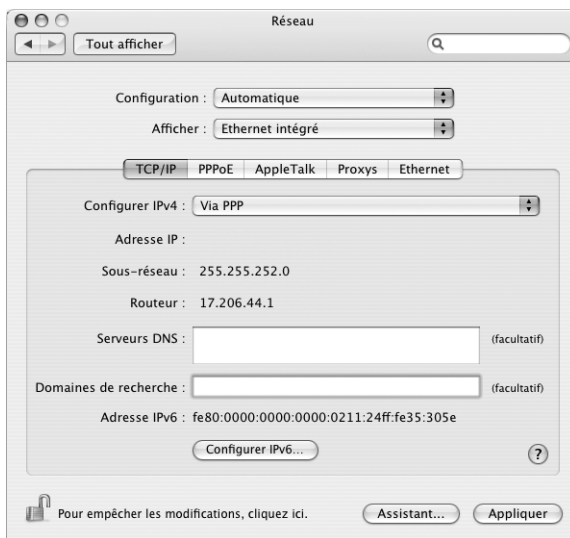 Réseau
Tout afficher
Configuration : Automatique
Afficher : Ethernet intégré
TCP/IP PPPoE AppleTalk Proxys Ethernet
Configurer IPv4 : Via PPP
Adresse IP :
Sous-réseau : 255.255.252.0
Routeur : 17.206.44.1
Serveurs DNS : (facultatif)
Domaines de recherche : (facultatif)
Adresse IPv6 : fe80:0000:0000:0000:0211:24ff:fe35:305e
Configurer IPv6... ?
Pour empêcher les modifications, cliquez ici. Assistant... Appliquer